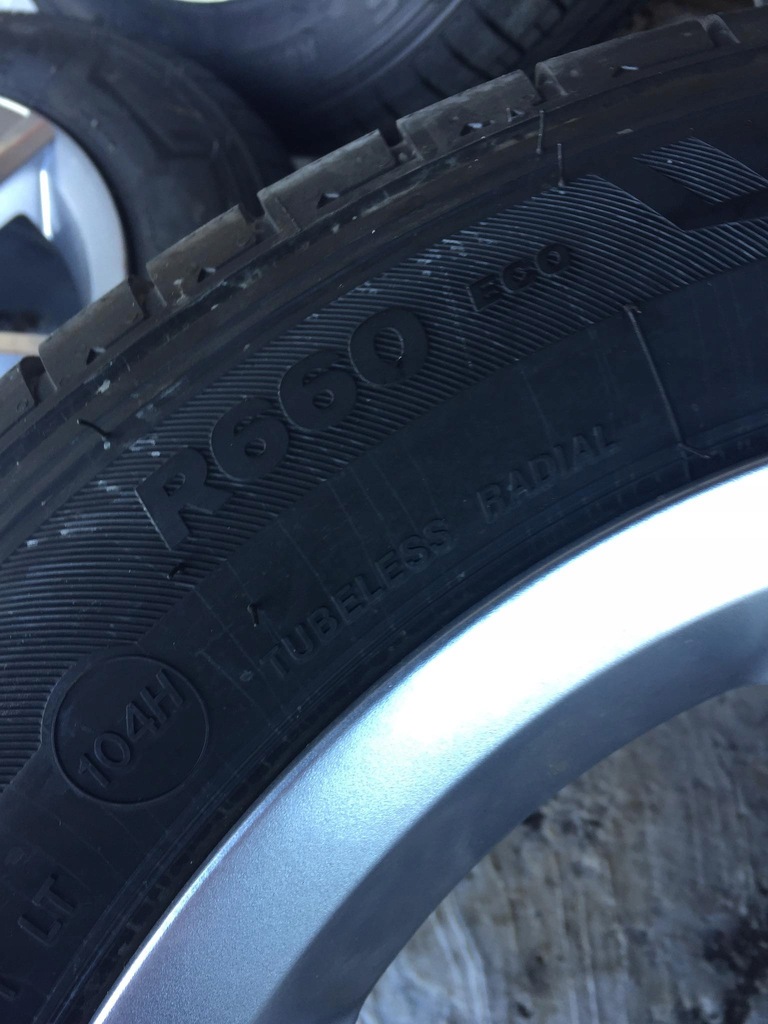 R660 ECO
TUBELESS RADIAL
104H
LT